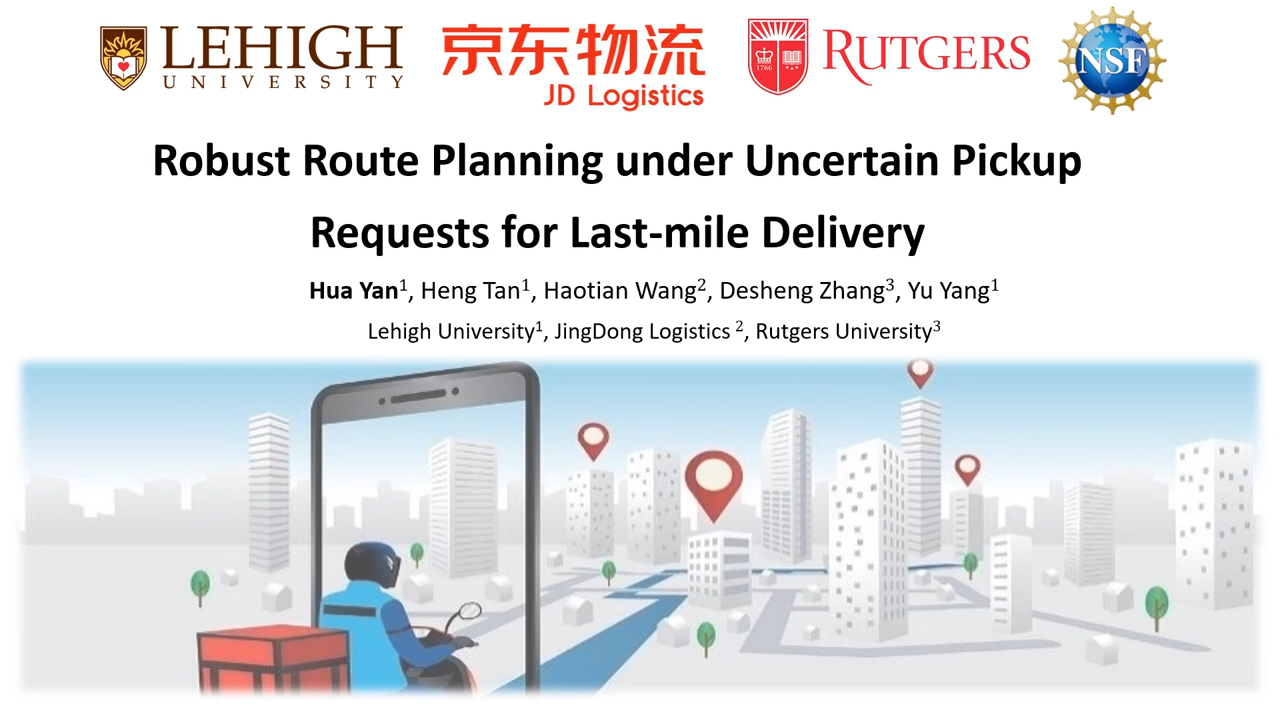 LEHIGH
UNIVERSITY
京东物流
JD Logistics
1766
RUTGERS
NSF
Robust Route Planning under Uncertain Pickup
Requests for Last-mile Delivery
Hua Yan¹, Heng Tan¹, Haotian Wang², Desheng Zhang³, Yu Yang¹
Lehigh University¹, JingDong Logistics ², Rutgers University³